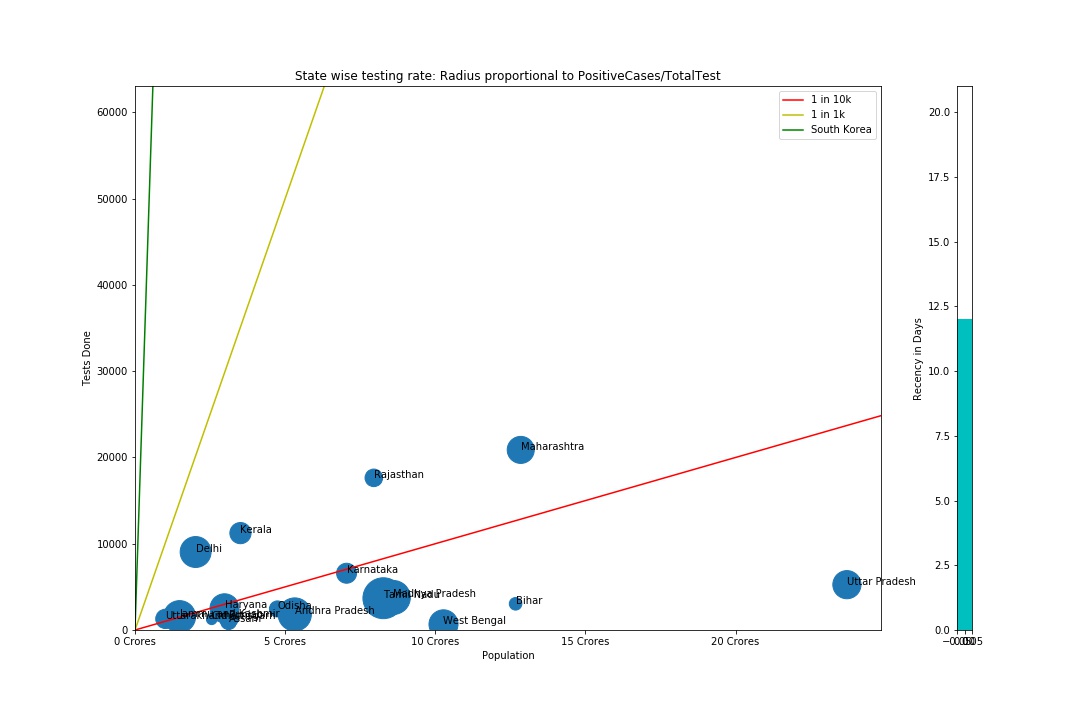 State wise testing rate: Radius proportional to PositiveCases/TotalTest
1 in 10k
1 in 1k
South Korea
60000
50000
40000
30000
20000
10000
0
Tests Done
Maharashtra
Rajasthan
Kerala
Delhi
Karnataka
Uttar Pradesh
Madhya Pradesh
Tamil Nadu
Bihar
Haryana
Odisha
Andhra Pradesh
West Bengal
Assam
0 Crores
5 Crores
10 Crores
15 Crores
20 Crores
Population
20.0
17.5
15.0
12.5
10.0
7.5
5.0
2.5
0.0
Recency in Days